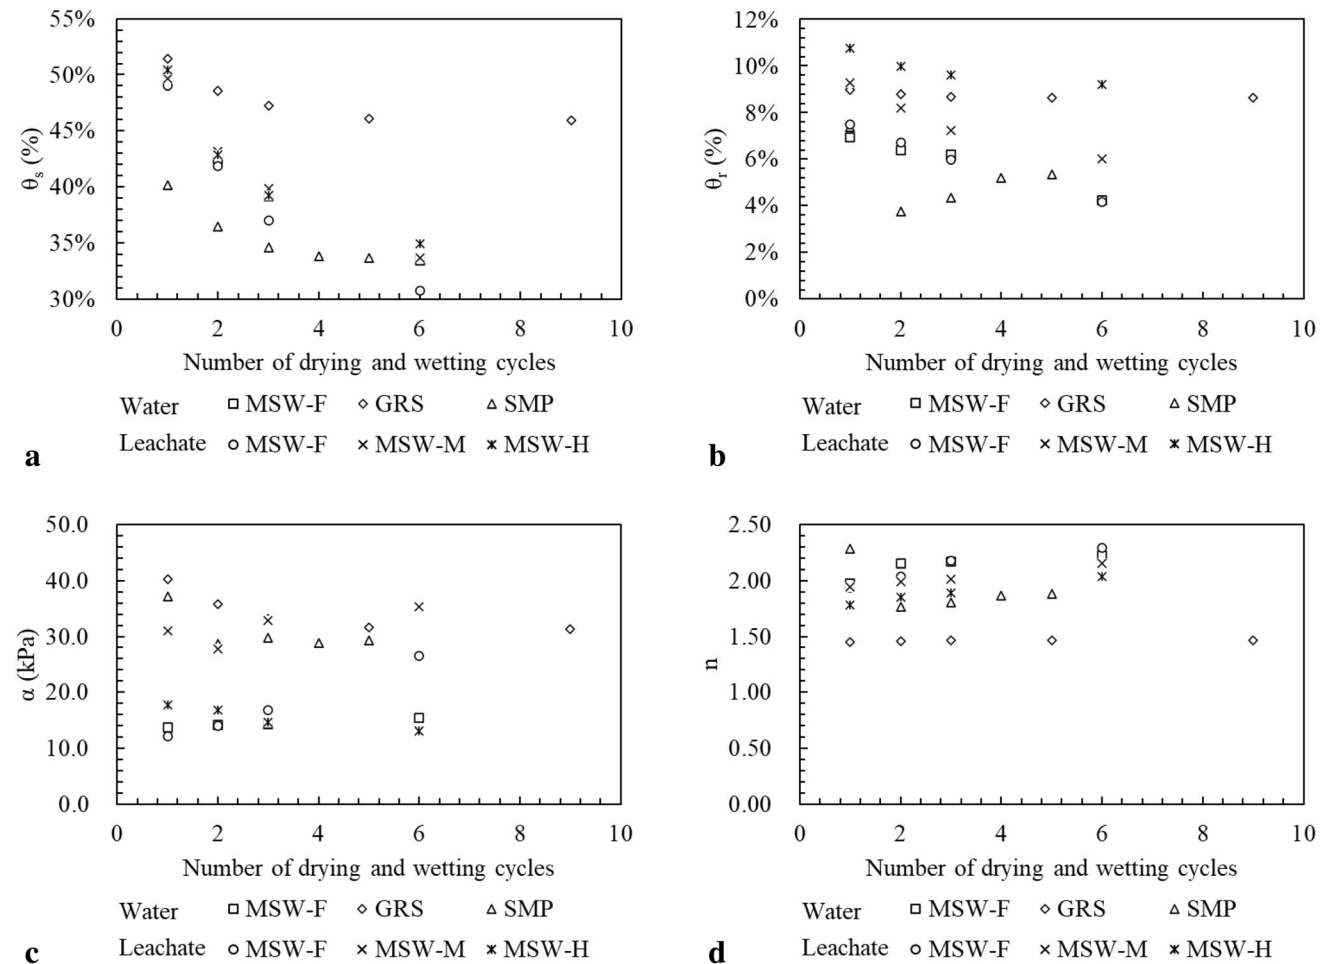 55%
50%
45%
40%
35%
30%
θs (%)
0 2 4 6 8 10
Number of drying and wetting cycles
Water MSW-F GRS SMP
Leachate MSW-F MSW-M MSW-H
a
12%
10%
8%
6%
4%
2%
0%
θr (%)
0 2 4 6 8 10
Number of drying and wetting cycles
Water MSW-F GRS SMP
Leachate MSW-F MSW-M MSW-H
b
50.0
40.0
30.0
20.0
10.0
0.0
α (kPa)
0 2 4 6 8 10
Number of drying and wetting cycles
Water MSW-F GRS SMP
Leachate MSW-F MSW-M MSW-H
c
2.50
2.00
1.50
1.00
0.50
0.00
n
0 2 4 6 8 10
Number of drying and wetting cycles
Water MSW-F GRS SMP
Leachate MSW-F MSW-M MSW-H
d